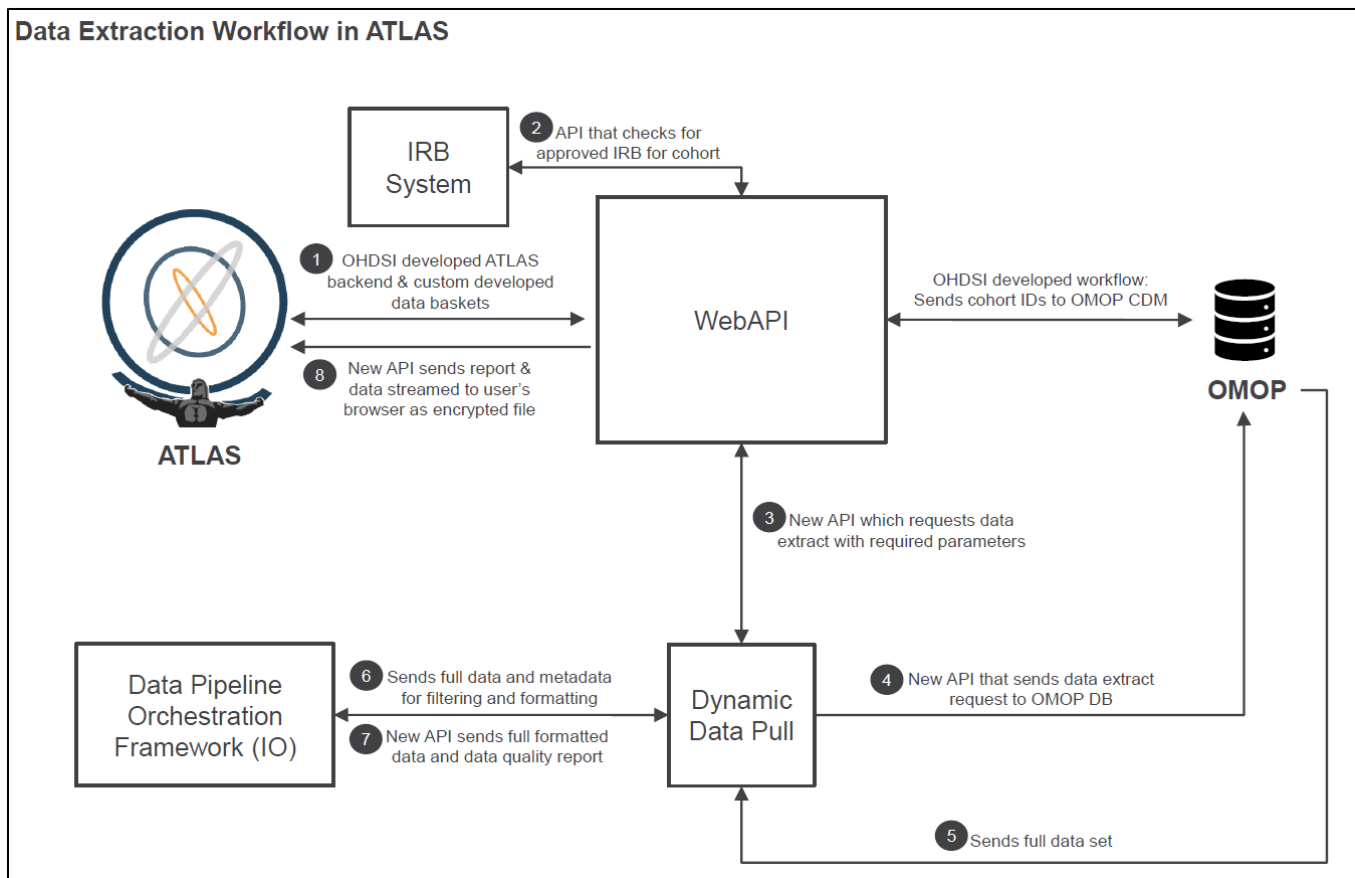 Data Extraction Workflow in ATLAS
IRB
System
2
API that checks for
approved IRB for cohort
1
OHDSI developed ATLAS
backend & custom developed
data baskets
WebAPI
OHDSI developed workflow:
Sends cohort IDs to OMOP CDM
8
New API sends report &
data streamed to user's
browser as encrypted file
ATLAS
OMOP
3
New API which requests data
extract with required parameters
Data Pipeline
Orchestration
Framework (IO)
6
Sends full data and metadata
for filtering and formatting
7
New API sends full formatted
data and data quality report
Dynamic
Data Pull
4
New API that sends data extract
request to OMOP DB
5
Sends full data set